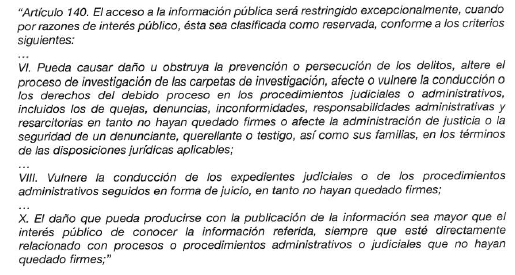 “Artículo 140. El acceso a la información pública será restringido excepcionalmente, cuando
por razones de interés público, ésta sea clasificada como reservada, conforme a los criterios
siguientes:
...
VI. Pueda causar daño u obstruya la prevención o persecución de los delitos, altere el
proceso de investigación de las carpetas de investigación, afecte o vulnere la conducción o
los derechos del debido proceso en los procedimientos judiciales o administrativos,
incluidos los de quejas, denuncias, inconformidades, responsabilidades administrativas y
resarcitorias en tanto no hayan quedado firmes o afecte la administración de justicia o la
seguridad de un denunciante, querellante o testigo, así como sus familias, en los términos
de las disposiciones jurídicas aplicables;
...
VIII. Vulnere la conducción de los expedientes judiciales o de los procedimientos
administrativos seguidos en forma de juicio, en tanto no hayan quedado firmes;
...
X. El daño que pueda producirse con la publicación de la información sea mayor que el
interés público de conocer la información referida, siempre que esté directamente
relacionado con procesos o procedimientos administrativos o judiciales que no hayan
quedado firmes;”